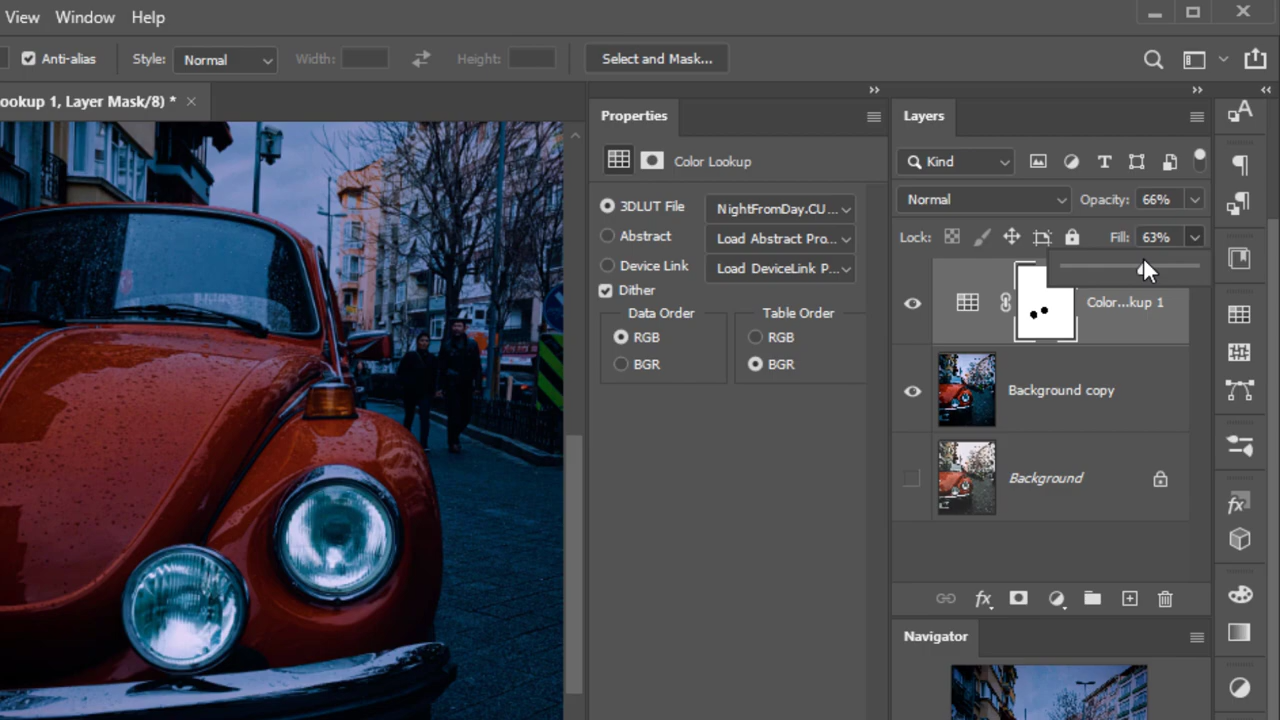 View Window Help
Anti-alias Style: Normal Width: Height: Select and Mask...
ookup 1, Layer Mask/8) * ×
Properties
Color Lookup
3DLUT File NightFromDay.CU...
Abstract Load Abstract Pro...
Device Link Load DeviceLink P...
Dither
Data Order Table Order
RGB RGB
BGR BGR
Layers
Kind
Normal Opacity: 66%
Lock: Fill: 63%
Color...kup 1
Background copy
Background
fx
Navigator